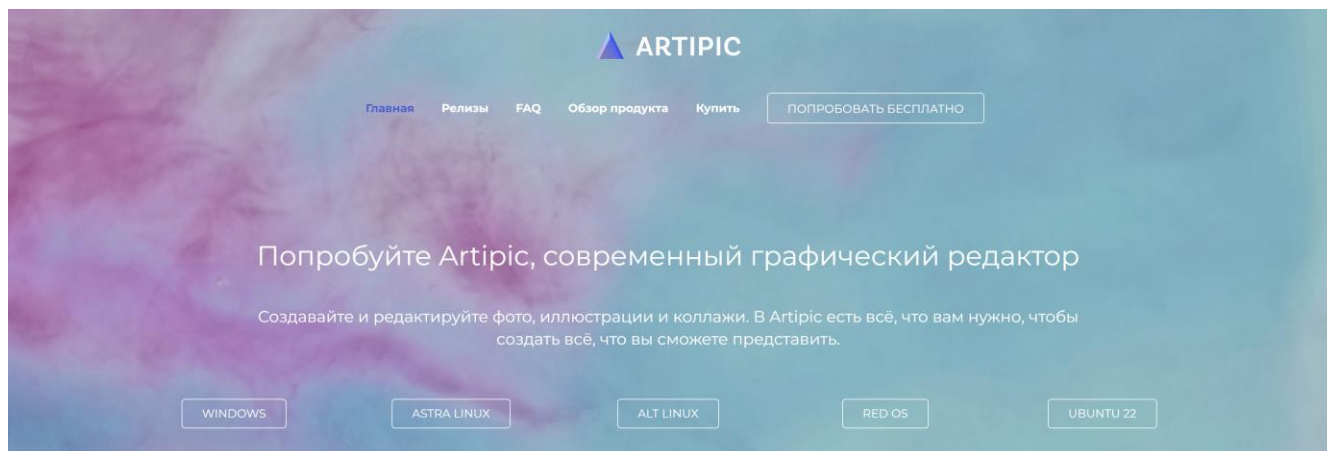 ARTIPIC
Главная Релизы FAQ Обзор продукта Купить ПОПРОБОВАТЬ БЕСПЛАТНО
Попробуйте Artipic, современный графический редактор
Создавайте и редактируйте фото, иллюстрации и коллажи. В Artipic есть всё, что вам нужно, чтобы
создать всё, что вы сможете представить.
WINDOWS ASTRA LINUX ALT LINUX RED OS UBUNTU 22